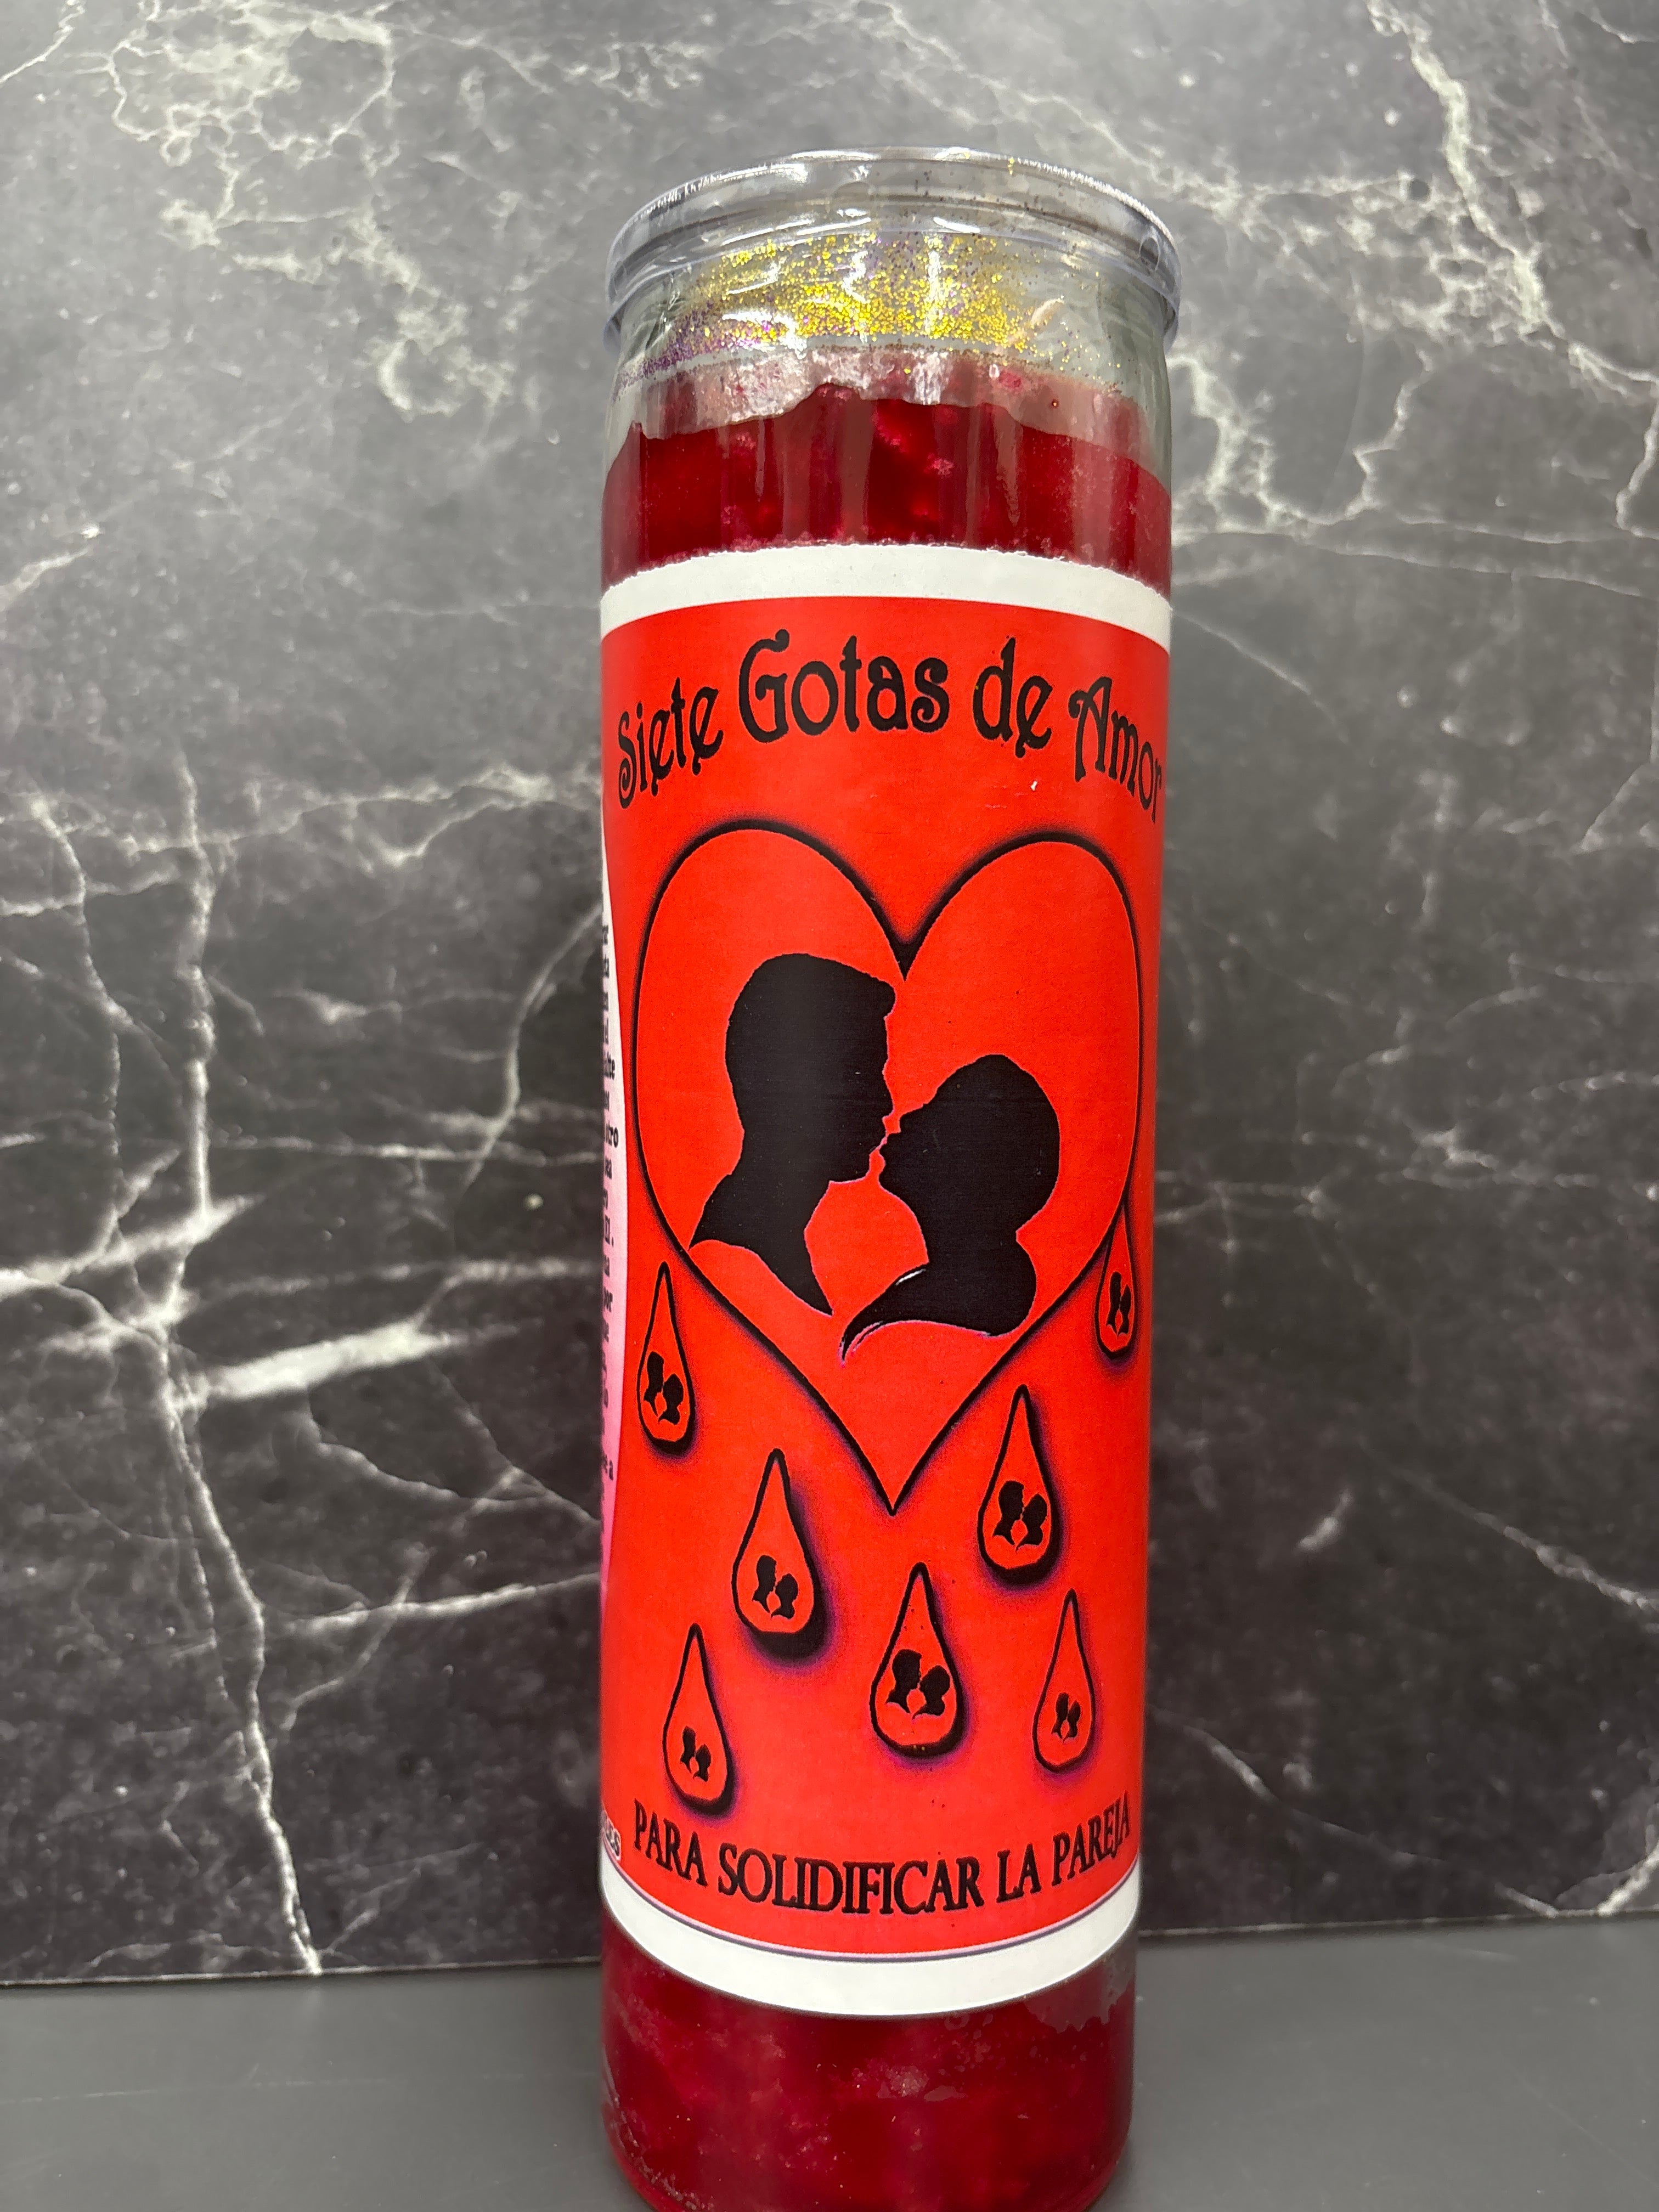 Siete Gotas de Amor
PARA SOLIDIFICAR LA PAREJA